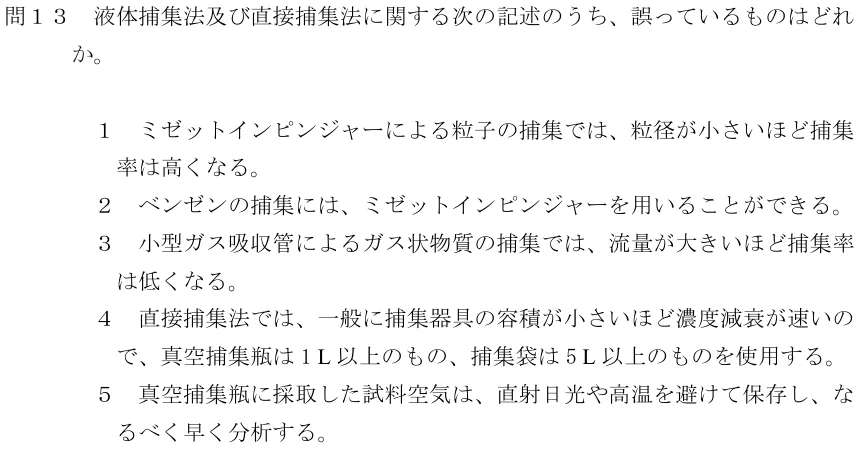 問13　液体捕集法及び直接捕集法に関する次の記述のうち、誤っているものはどれ
か。
1　ミゼットインピンジャーによる粒子の捕集では、粒径が小さいほど捕集
率は高くなる。
2　ベンゼンの捕集には、ミゼットインピンジャーを用いることができる。
3　小型ガス吸収管によるガス状物質の捕集では、流量が大きいほど捕集率
は低くなる。
4　直接捕集法では、一般に捕集器具の容積が小さいほど濃度減衰が速いの
で、真空捕集瓶は1L以上のもの、捕集袋は5L以上のものを使用する。
5　真空捕集瓶に採取した試料空気は、直射日光や高温を避けて保存し、な
るべく早く分析する。